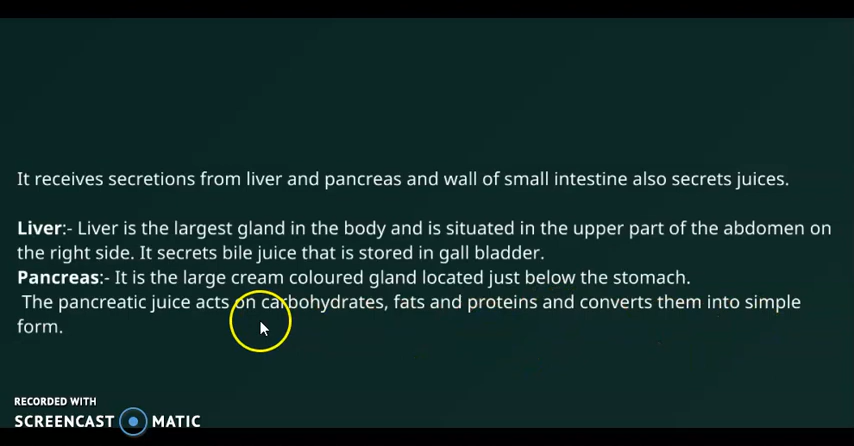 It receives secretions from liver and pancreas and wall of small intestine also secrets juices.
Liver:- Liver is the largest gland in the body and is situated in the upper part of the abdomen on
the right side. It secrets bile juice that is stored in gall bladder.
Pancreas:- It is the large cream coloured gland located just below the stomach.
The pancreatic juice acts on carbohydrates, fats and proteins and converts them into simple
form.
RECORDED WITH
SCREENCAST MATIC